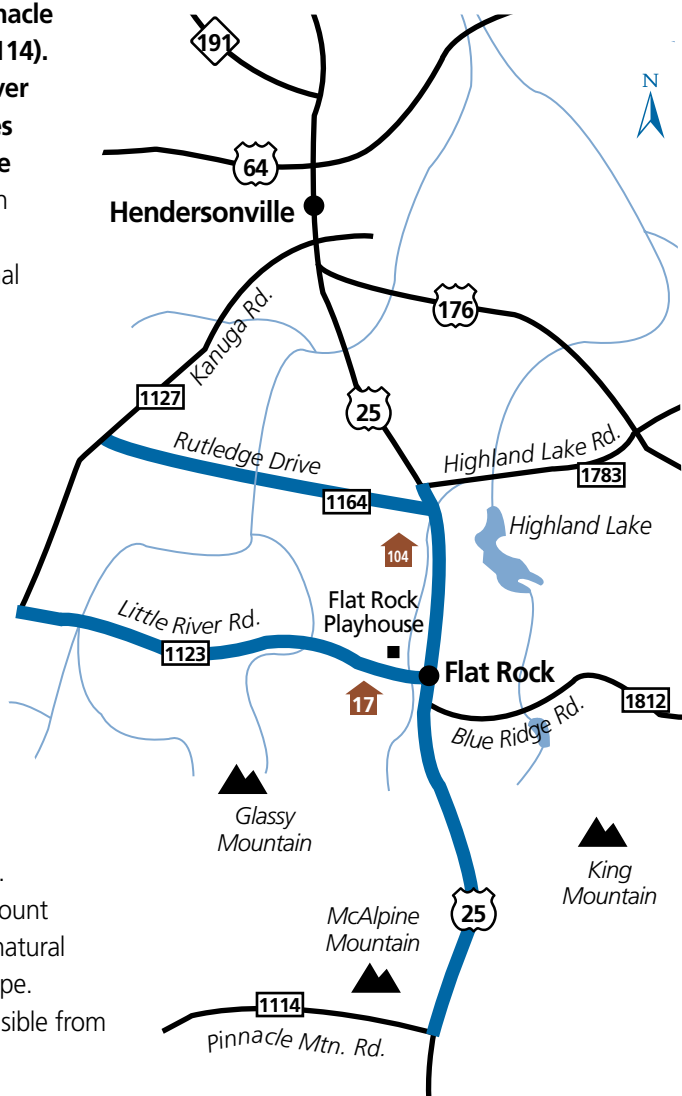 nacle
114).
ver
es
e
n
al
191
N
64
Hendersonville
176
Kanuga Rd.
1127
25
Rutledge Drive
Highland Lake Rd.
1783
1164
Highland Lake
104
Flat Rock
Playhouse
Little River Rd.
1123
Flat Rock
17
1812
Blue Ridge Rd.
Glassy
Mountain
King
Mountain
25
McAlpine
Mountain
.
ount
natural
pe.
sible from
1114
Pinnacle Mtn. Rd.